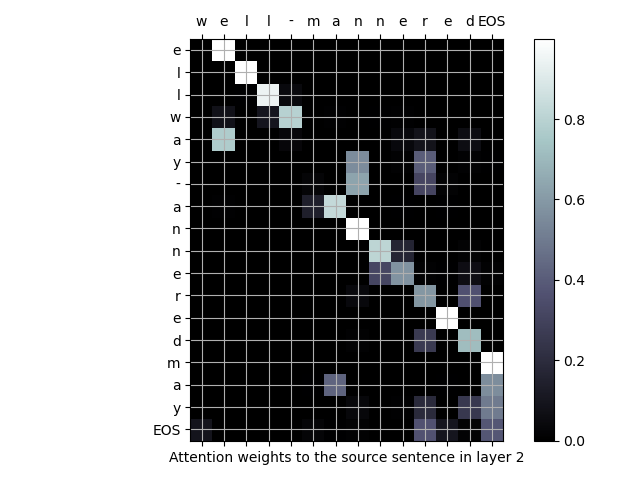 w e l l - m a n n e r e d EOS
e
l
l
w
a
y
-
a
n
n
e
r
e
d
m
a
y
EOS
0.8
0.6
0.4
0.2
0.0
Attention weights to the source sentence in layer 2